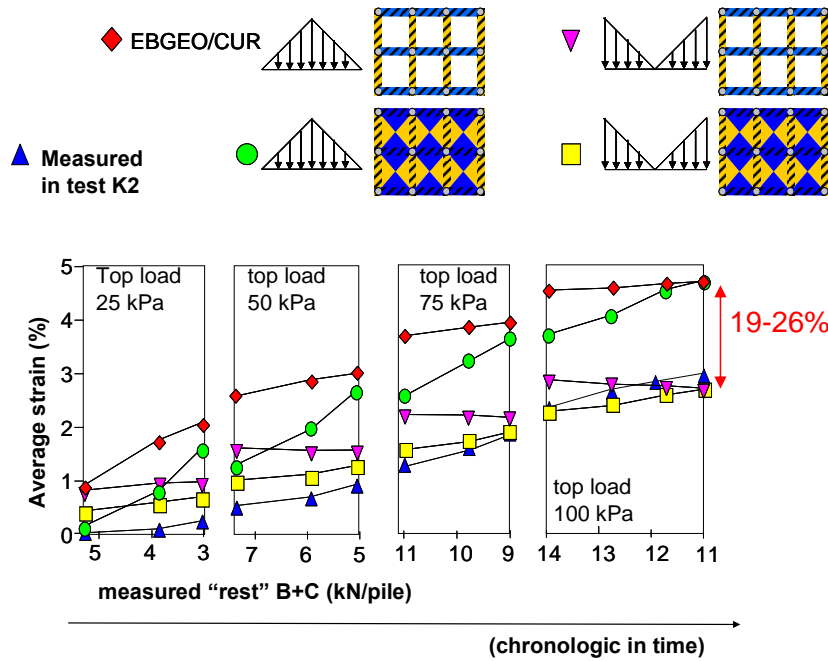 EBGEO/CUR
Measured
in test K2
5
4
3
2
1
0
Average strain (%)
Top load
25 kPa
top load
50 kPa
top load
75 kPa
top load
100 kPa
19-26%
5 4 3
7 6 5
11 10 9
14 13 12 11
measured “rest” B+C (kN/pile)
(chronologic in time)